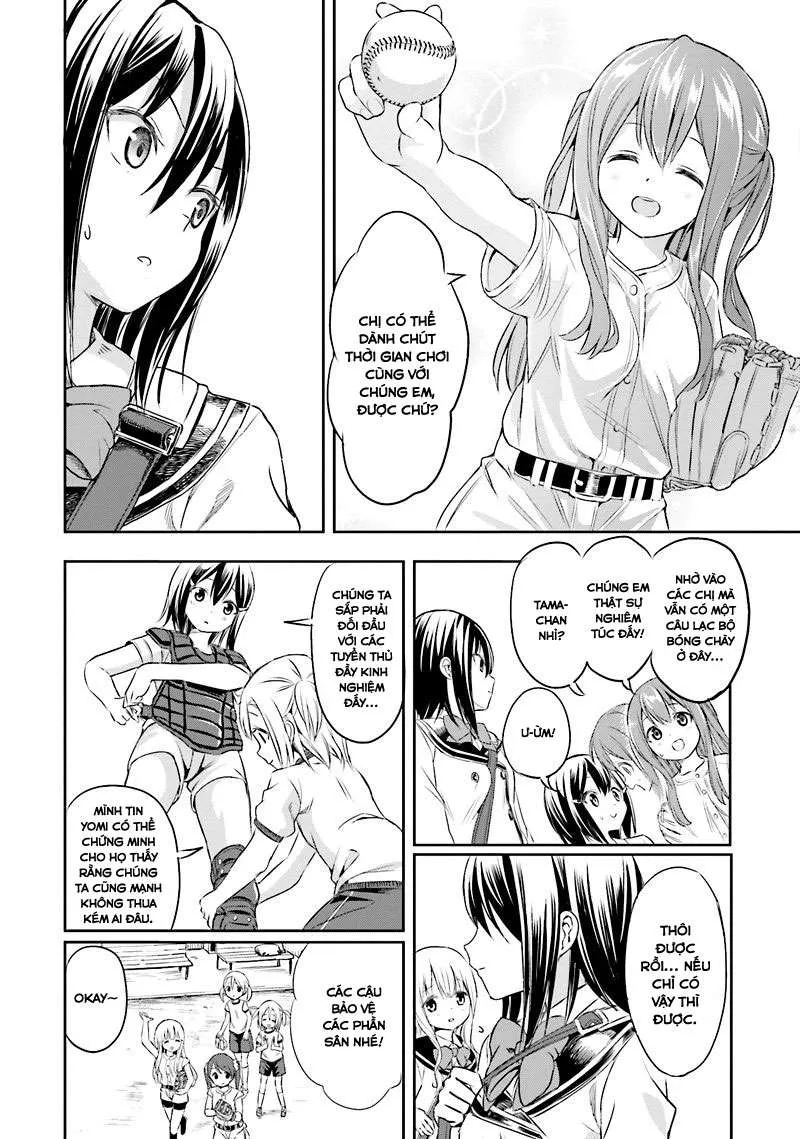 CHỊ CÓ THỂ
DÀNH CHÚT
THỜI GIAN CHƠI
CÙNG VỚI
CHÚNG EM,
ĐƯỢC CHỨ?
NHỜ VÀO
CÁC CHỊ MÀ
VẪN CÓ MỘT
CÂU LẠC BỘ
BÓNG CHÀY
Ở ĐÂY...
CHÚNG EM
THẬT SỰ
NGHIÊM
TÚC ĐẤY!
TAMA-
CHAN
NHỈ?
Ư-ỪM!
THÔI
ĐƯỢC
RỒI... NẾU
CHỈ CÓ
VẬY THÌ
ĐƯỢC.
CHÚNG TA
SẮP PHẢI
ĐỐI ĐẦU
VỚI CÁC
TUYỂN THỦ
ĐẦY KINH
NGHIỆM
ĐẤY...
MÌNH TIN
YOMI CÓ THỂ
CHỨNG MINH
CHO HỌ THẤY
RẰNG CHÚNG
TA CŨNG MẠNH
KHÔNG THUA
KÉM AI ĐÂU.
CÁC CẬU
BẢO VỆ
CÁC PHẦN
SÂN NHÉ!
OKAY~